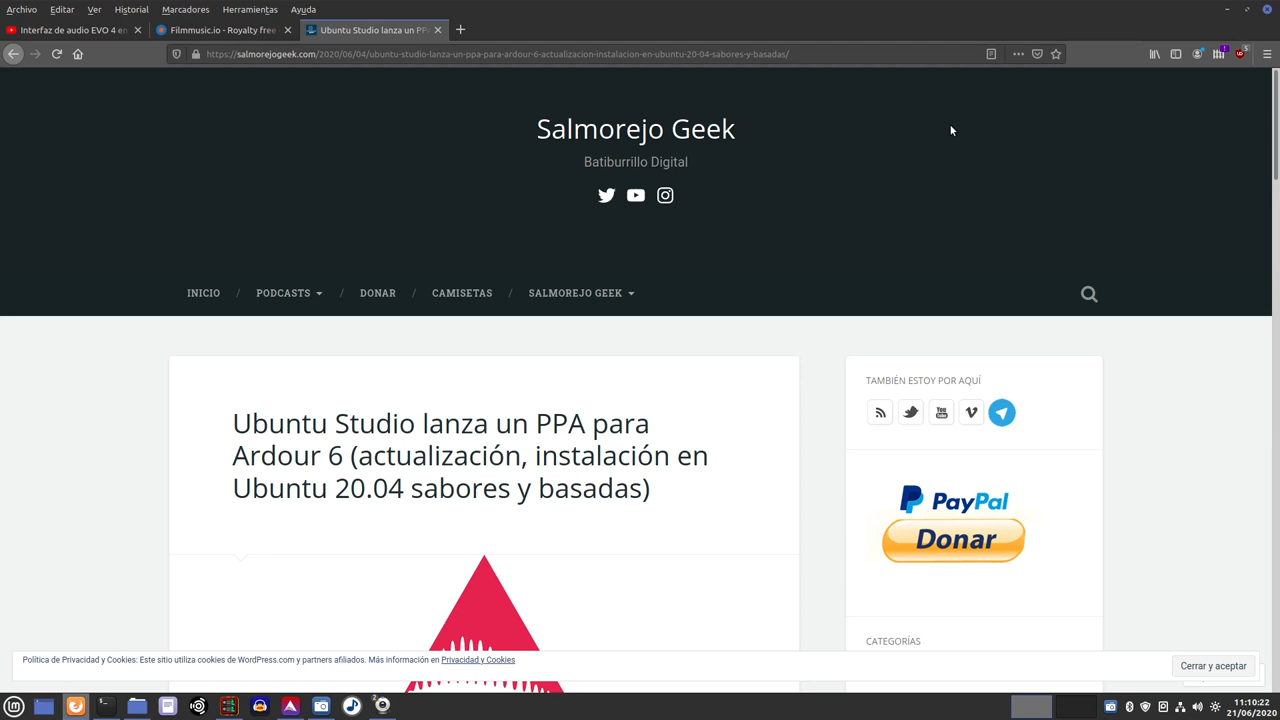 Archivo Editar Ver Historial Marcadores Herramientas Ayuda
Interfaz de audio EVO 4 en
Filmmusic.io - Royalty free
Ubuntu Studio lanza un PPA
https://salmorejogeek.com/2020/06/04/ubuntu-studio-lanza-un-ppa-para-ardour-6-actualizacion-instalacion-en-ubuntu-20-04-sabores-y-basadas/
Salmorejo Geek
Batiburrillo Digital
INICIO / PODCASTS / DONAR / CAMISETAS / SALMOREJO GEEK
Ubuntu Studio lanza un PPA para
Ardour 6 (actualización, instalación en
Ubuntu 20.04 sabores y basadas)
TAMBIÉN ESTOY POR AQUÍ
You Tube
PayPal
Donar
CATEGORÍAS
Política de Privacidad y Cookies: Este sitio utiliza cookies de WordPress.com y partners afiliados. Más información en Privacidad y Cookies
Cerrar y aceptar
11:10:22
21/06/2020